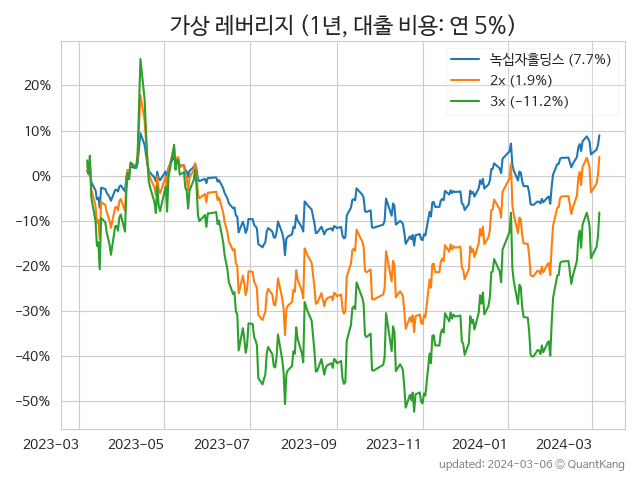 가상 레버리지 (1년, 대출 비용: 연 5%)
녹십자홀딩스 (7.7%)
2x (1.9%)
3x (−11.2%)
20%
10%
0%
−10%
−20%
−30%
−40%
−50%
2023-03 2023-05 2023-07 2023-09 2023-11 2024-01 2024-03
updated: 2024-03-06 ⓒ QuantKang